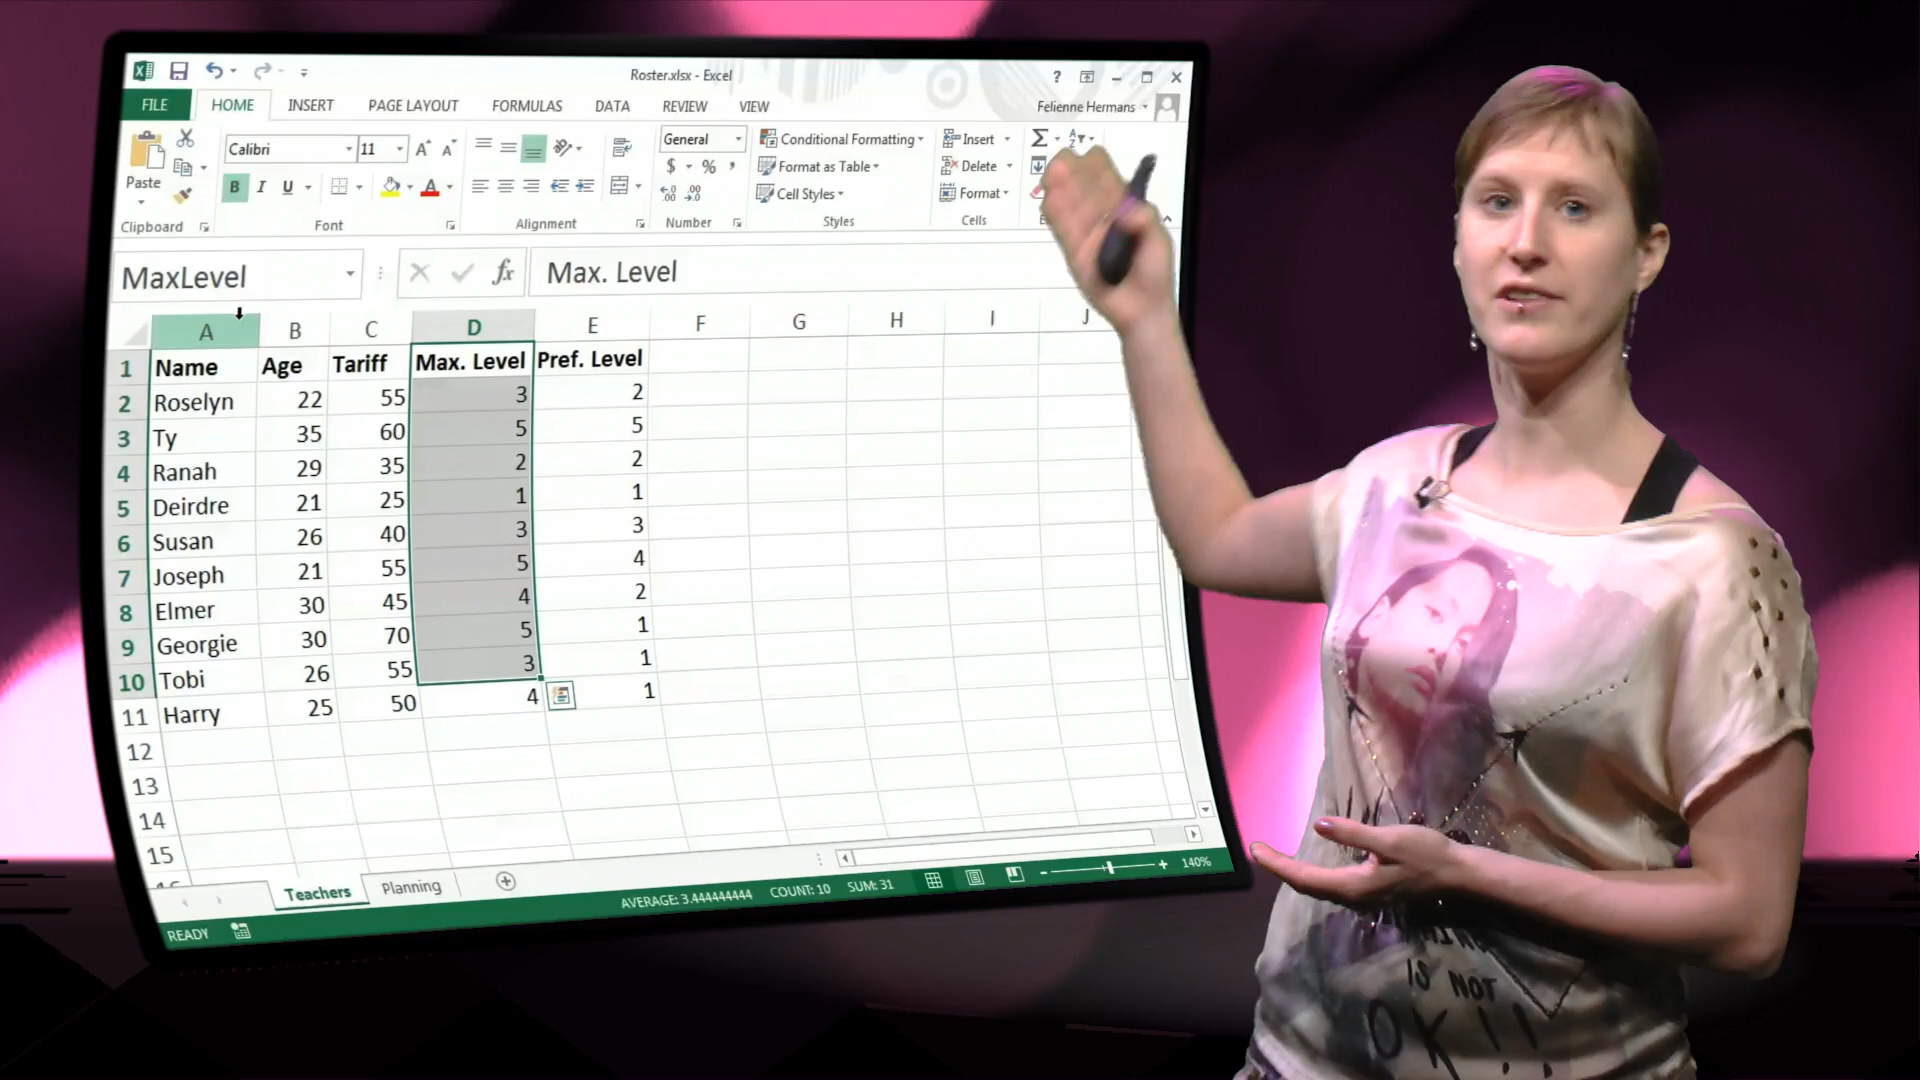 Roster.xlsx - Excel
FILE HOME INSERT PAGE LAYOUT FORMULAS DATA REVIEW VIEW Felienne Hermans
Paste
Calibri 11
B I U A
General
$ % ,
Conditional Formatting
Format as Table
Cell Styles
Insert
Delete
Format
Clipboard Font Alignment Number Styles Cells
MaxLevel fx Max. Level
A B C D E F G H I J
1 Name Age Tariff Max. Level Pref. Level
2 Roselyn 22 55 3 2
3 Ty 35 60 5 5
4 Ranah 29 35 2 2
5 Deirdre 21 25 1 1
6 Susan 26 40 3 3
7 Joseph 21 55 5 4
8 Elmer 30 45 4 2
9 Georgie 30 70 5 1
10 Tobi 26 55 3 1
11 Harry 25 50 4 1
12
13
14
15
Teachers Planning
READY AVERAGE: 3.444444444 COUNT: 10 SUM: 31 140%
IS NOT
OK!!